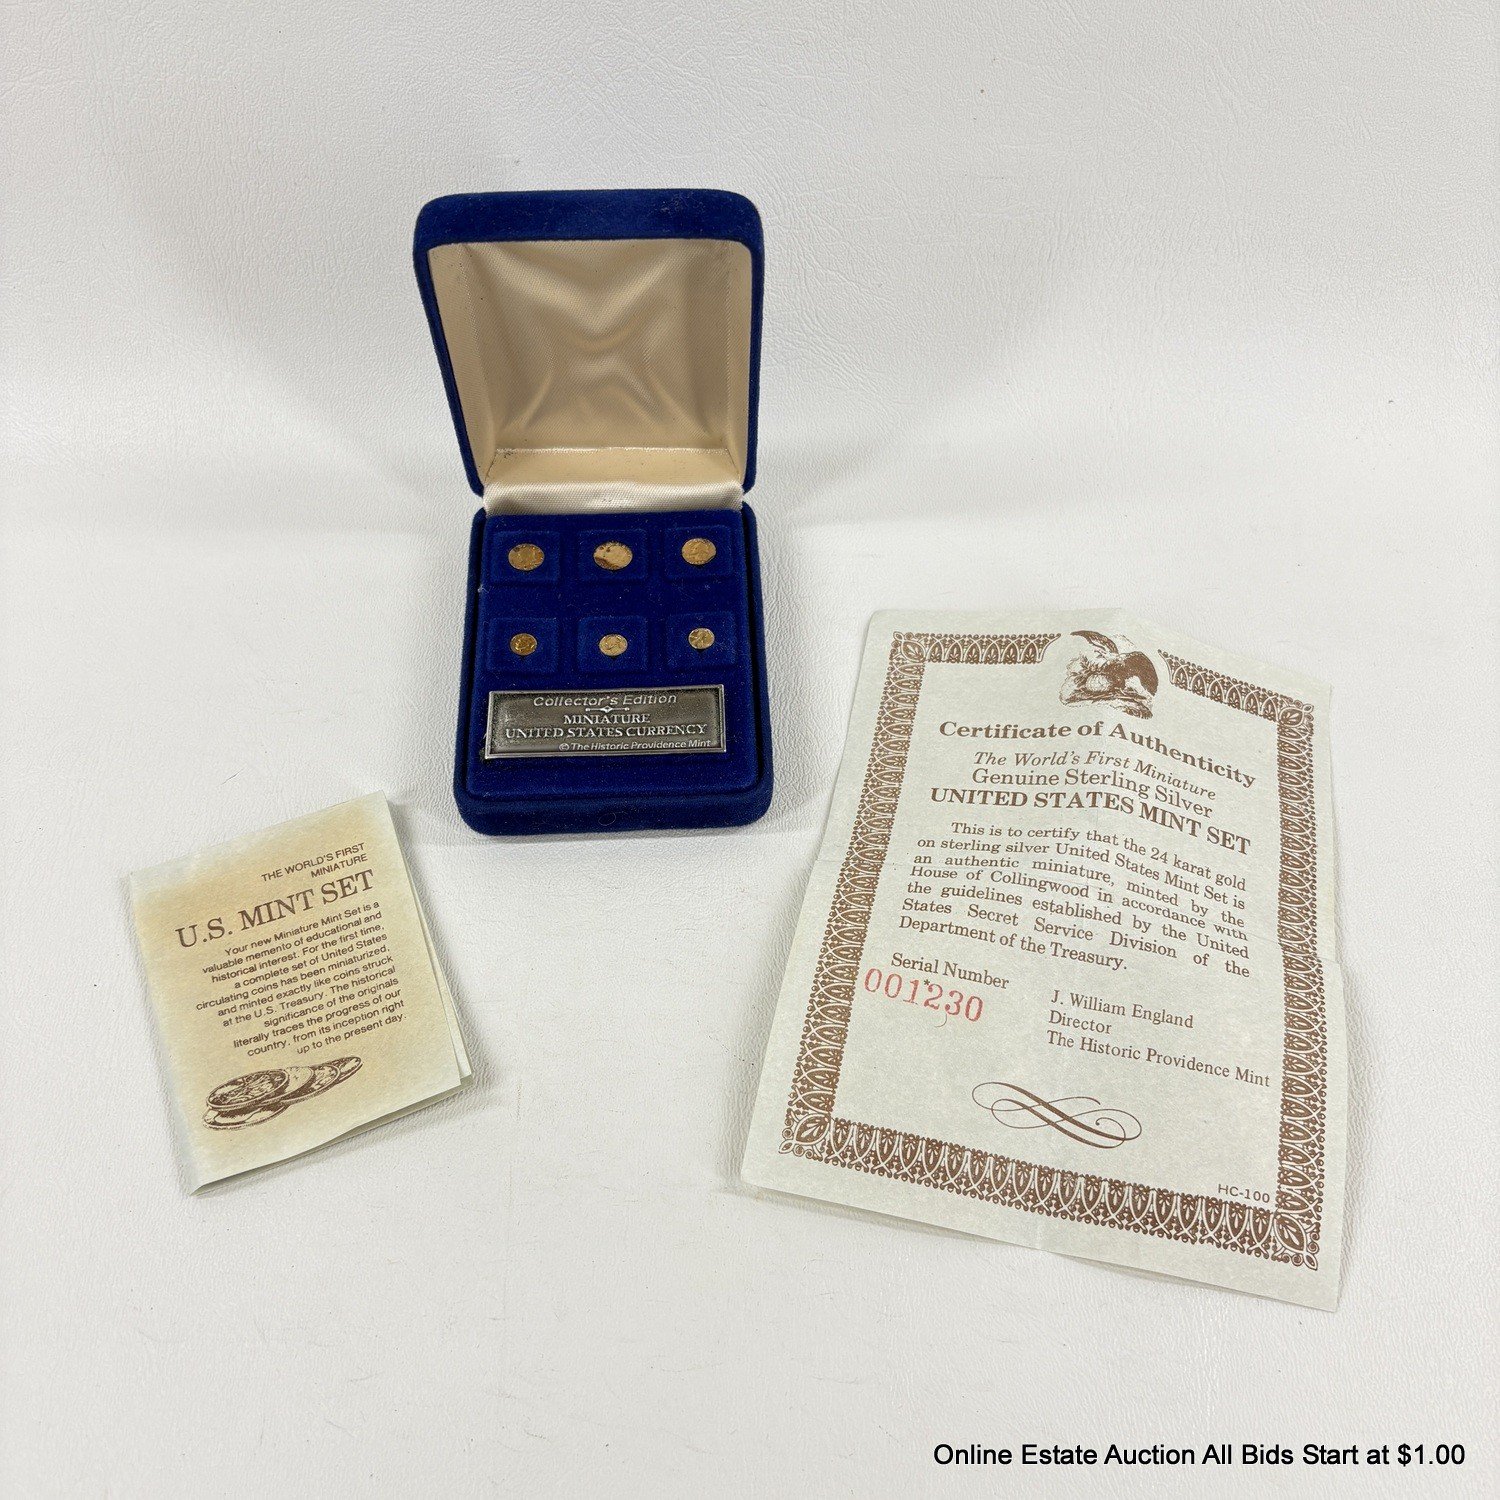 Collector's Edition
MINIATURE
UNITED STATES CURRENCY
© The Historic Providence Mint
THE WORLD'S FIRST
MINIATURE
U.S. MINT SET
Your new Miniature Mint Set is a
valuable memento of educational and
historical interest. For the first time,
a complete set of United States
circulating coins has been miniaturized,
and minted exactly like coins struck
at the U.S. Treasury. The historical
significance of the originals
literally traces the progress of our
country, from its inception right
up to the present day.
Certificate of Authenticity
The World's First Miniature
Genuine Sterling Silver
UNITED STATES MINT SET
This is to certify that the 24 karat gold
on sterling silver United States Mint Set is
an authentic miniature, minted by the
House of Collingwood in accordance with
the guidelines established by the United
States Secret Service Division of the
Department of the Treasury.
Serial Number
001230
J. William England
Director
The Historic Providence Mint
HC-100
Online Estate Auction All Bids Start at $1.00